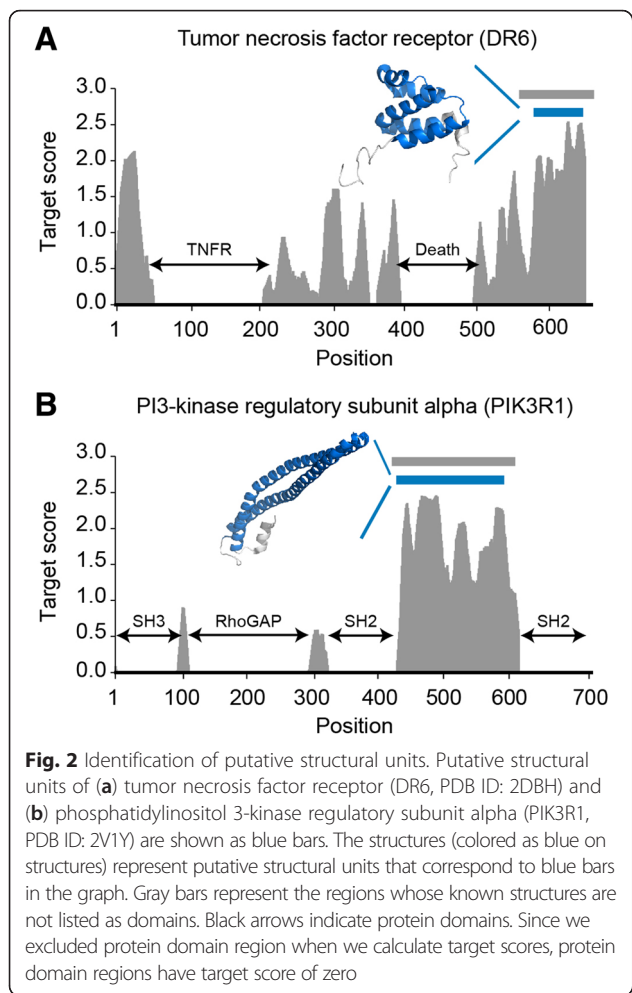 A
Tumor necrosis factor receptor (DR6)
3.0
2.5
2.0
1.5
1.0
0.5
0.0
Target score
TNFR
Death
1 100 200 300 400 500 600
Position
B
PI3-kinase regulatory subunit alpha (PIK3R1)
3.0
2.5
2.0
1.5
1.0
0.5
0.0
Target score
SH3
RhoGAP
SH2
SH2
1 100 200 300 400 500 600 700
Position
Fig. 2 Identification of putative structural units. Putative structural
units of (a) tumor necrosis factor receptor (DR6, PDB ID: 2DBH) and
(b) phosphatidylinositol 3-kinase regulatory subunit alpha (PIK3R1,
PDB ID: 2V1Y) are shown as blue bars. The structures (colored as blue on
structures) represent putative structural units that correspond to blue bars
in the graph. Gray bars represent the regions whose known structures are
not listed as domains. Black arrows indicate protein domains. Since we
excluded protein domain region when we calculate target scores, protein
domain regions have target score of zero